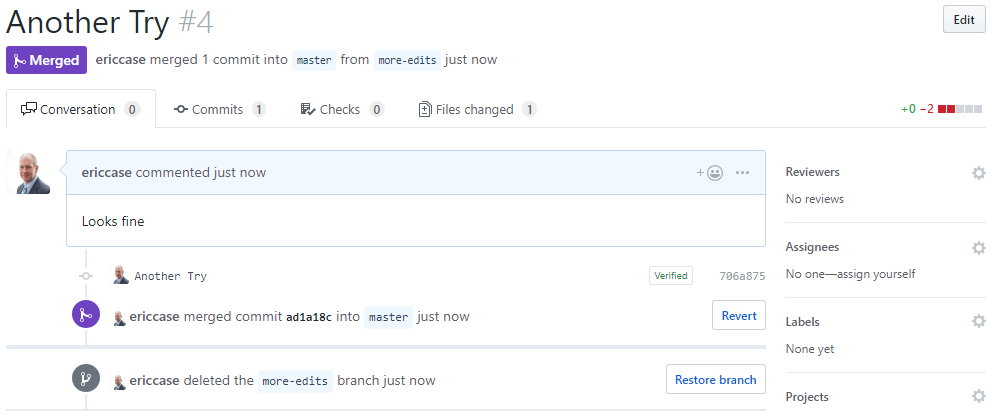 Another Try #4
Edit
Merged ericcase merged 1 commit into master from more-edits just now
Conversation 0 Commits 1 Checks 0 Files changed 1 +0 −2
ericcase commented just now
Looks fine
Another Try Verified 706a875
ericcase merged commit ad1a18c into master just now Revert
ericcase deleted the more-edits branch just now Restore branch
Reviewers
No reviews
Assignees
No one—assign yourself
Labels
None yet
Projects